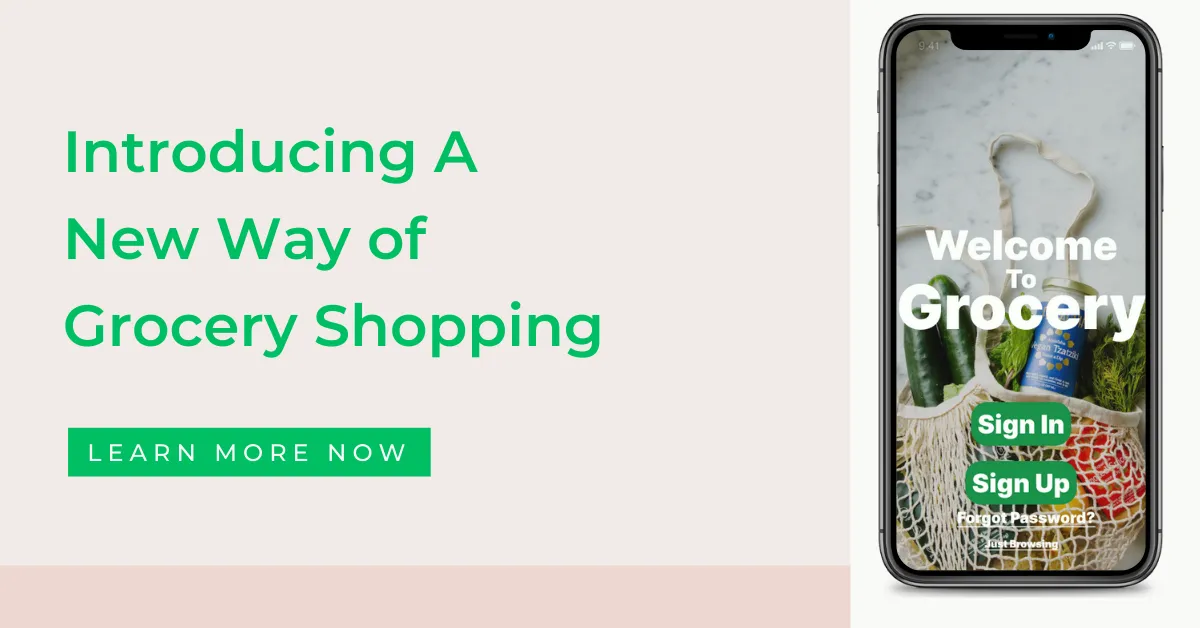 Introducing A
New Way of
Grocery Shopping
LEARN MORE NOW
9:41
Welcome
To
Grocery
Vegan Tzatziki
Sign In
Sign Up
Forgot Password?
Just Browsing